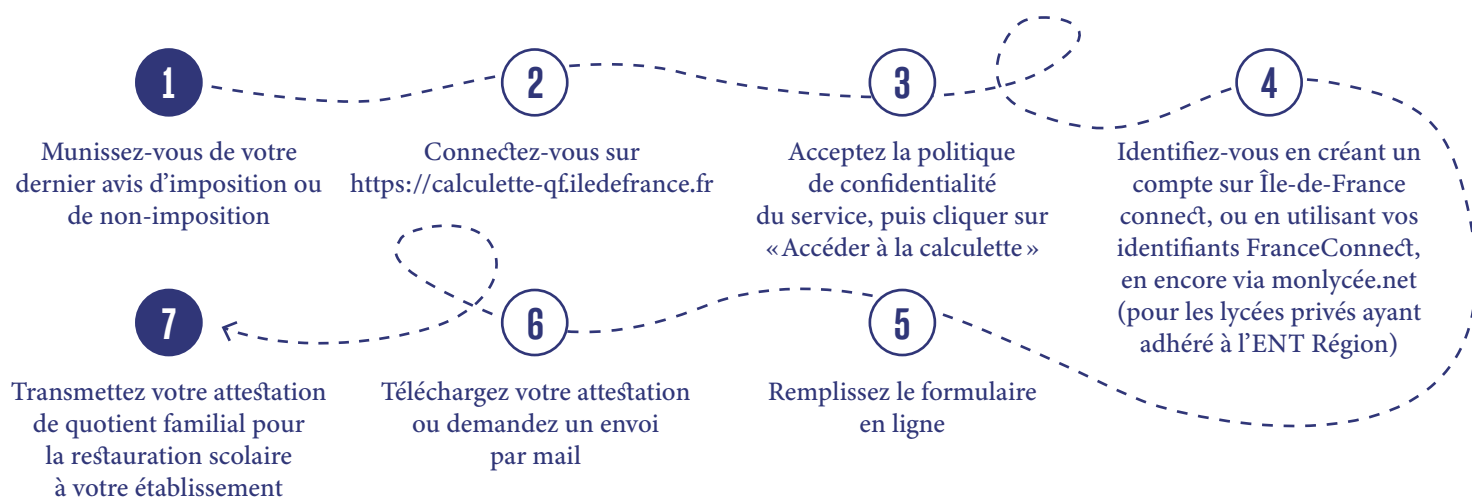 1
Munissez-vous de votre
dernier avis d'imposition ou
de non-imposition
2
Connectez-vous sur
https://calculette-qf.iledefrance.fr
3
Acceptez la politique
de confidentialité
du service, puis cliquer sur
«Accéder à la calculette»
4
Identifiez-vous en créant un
compte sur Île-de-France
connect, ou en utilisant vos
identifiants FranceConnect,
en encore via monlycée.net
(pour les lycées privés ayant
adhéré à l'ENT Région)
5
Remplissez le formulaire
en ligne
6
Téléchargez votre attestation
ou demandez un envoi
par mail
7
Transmettez votre attestation
de quotient familial pour
la restauration scolaire
à votre établissement